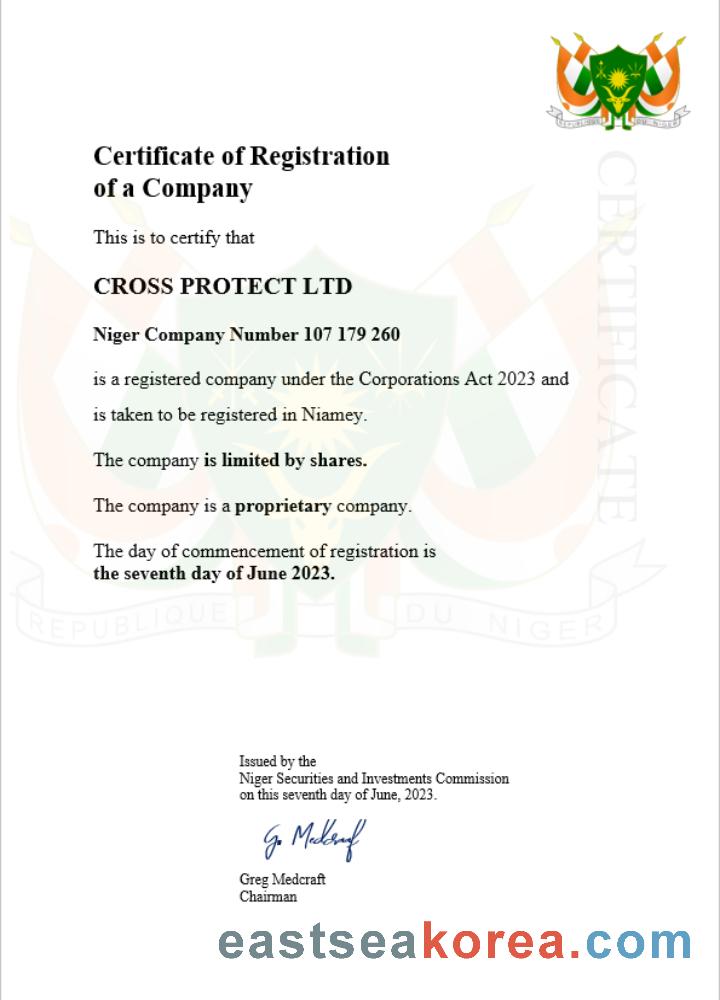 REPUBLIQUE DU NIGER
Certificate of Registration
of a Company
This is to certify that
CROSS PROTECT LTD
Niger Company Number 107 179 260
is a registered company under the Corporations Act 2023 and
is taken to be registered in Niamey.
The company is limited by shares.
The company is a proprietary company.
The day of commencement of registration is
the seventh day of June 2023.
CERTIFICATE
REPUBLIQUE DU NIGER
Issued by the
Niger Securities and Investments Commission
on this seventh day of June, 2023.
G. Medcraf
Greg Medcraft
Chairman
eastseakorea.com